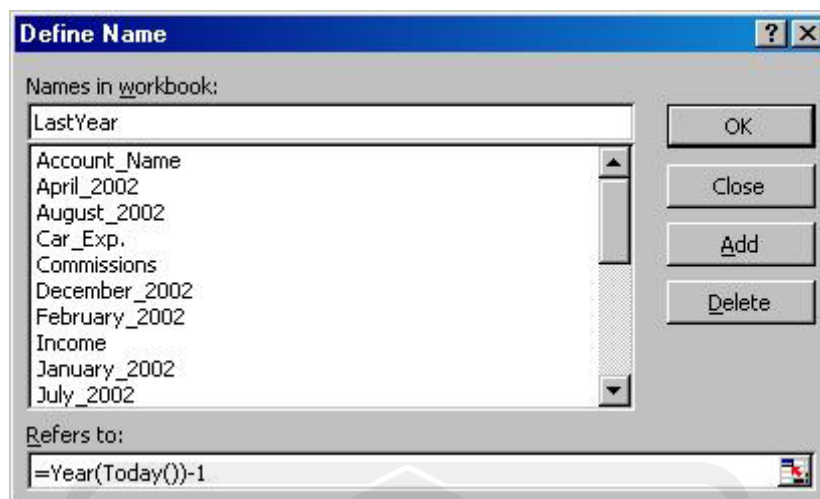 Define Name
Names in workbook:
LastYear
OK
Account_Name
April_2002
August_2002
Close
Car_Exp.
Commissions
Add
December_2002
February_2002
Delete
Income
January_2002
July_2002
Refers to:
=Year(Today())-1